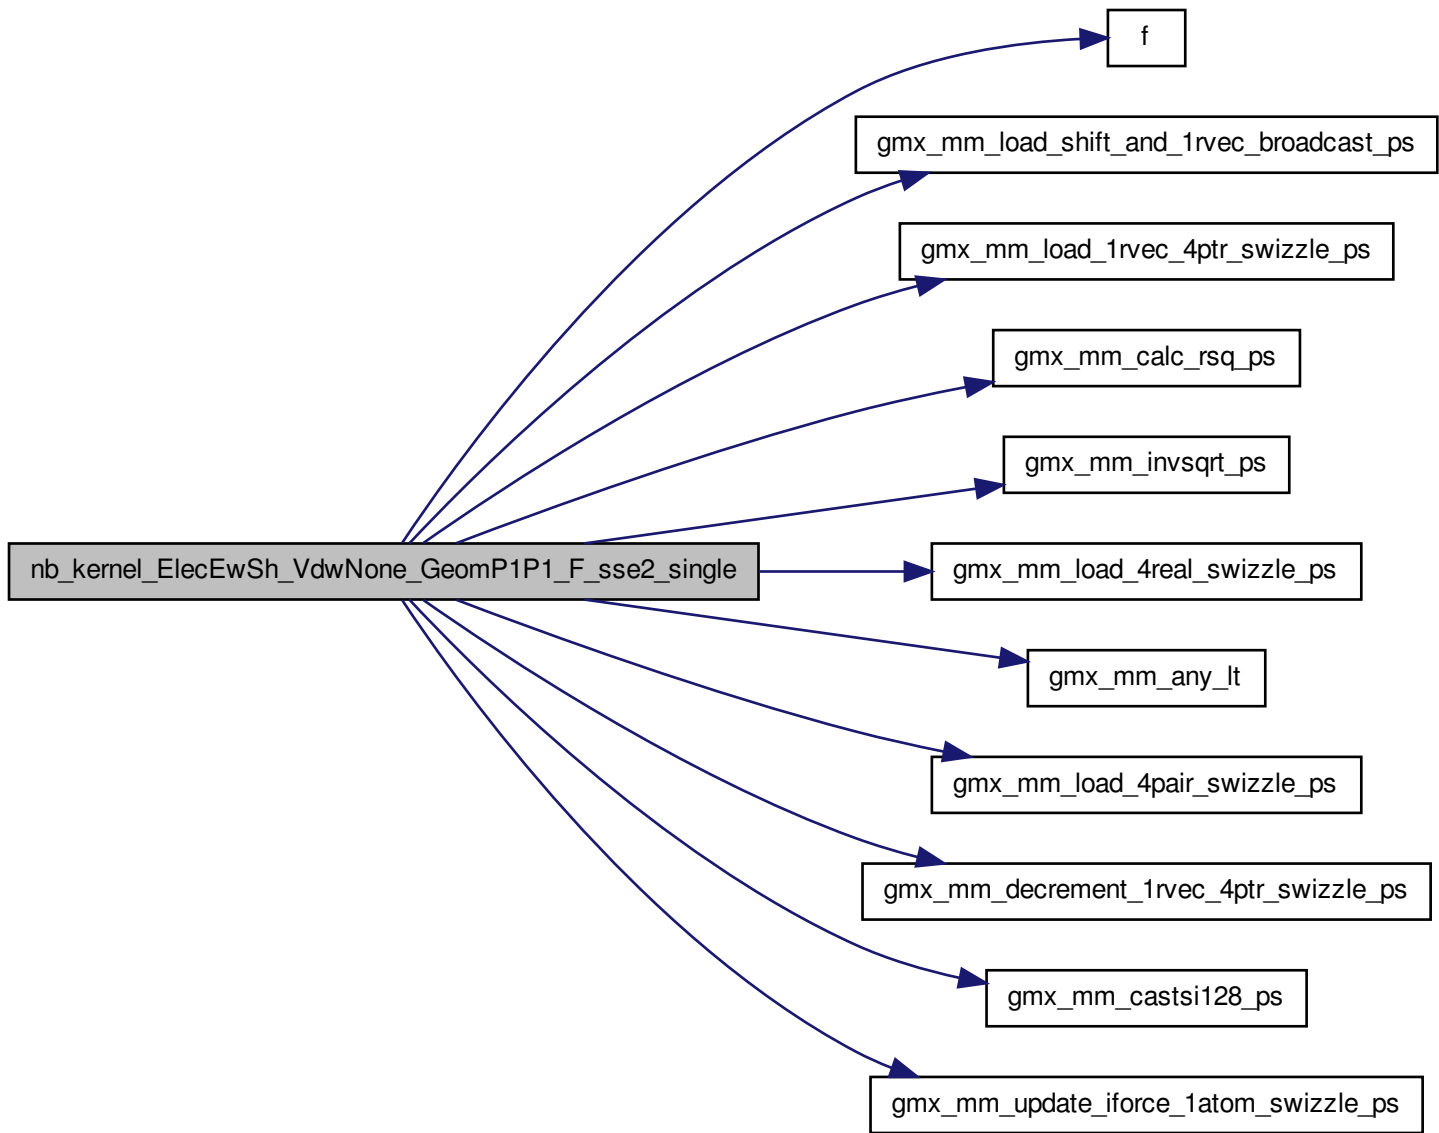 f
gmx_mm_load_shift_and_1rvec_broadcast_ps
gmx_mm_load_1rvec_4ptr_swizzle_ps
gmx_mm_calc_rsq_ps
gmx_mm_invsqrt_ps
nb_kernel_ElecEwSh_VdwNone_GeomP1P1_F_sse2_single
gmx_mm_load_4real_swizzle_ps
gmx_mm_any_lt
gmx_mm_load_4pair_swizzle_ps
gmx_mm_decrement_1rvec_4ptr_swizzle_ps
gmx_mm_castsi128_ps
gmx_mm_update_iforce_1atom_swizzle_ps